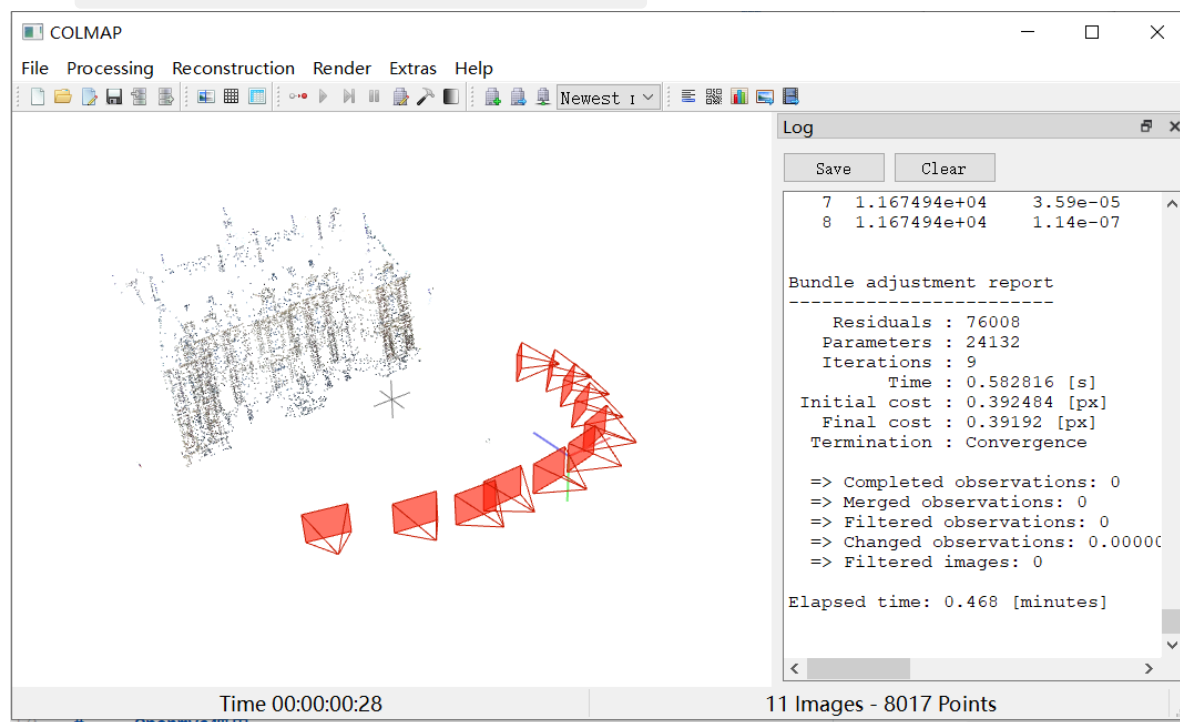 COLMAP
File Processing Reconstruction Render Extras Help
Newest
Log
Save Clear
7 1.167494e+04 3.59e-05
8 1.167494e+04 1.14e-07
Bundle adjustment report
------------------------
Residuals : 76008
Parameters : 24132
Iterations : 9
Time : 0.582816 [s]
Initial cost : 0.392484 [px]
Final cost : 0.39192 [px]
Termination : Convergence
=> Completed observations: 0
=> Merged observations: 0
=> Filtered observations: 0
=> Changed observations: 0.00000
=> Filtered images: 0
Elapsed time: 0.468 [minutes]
Time 00:00:00:28 11 Images - 8017 Points